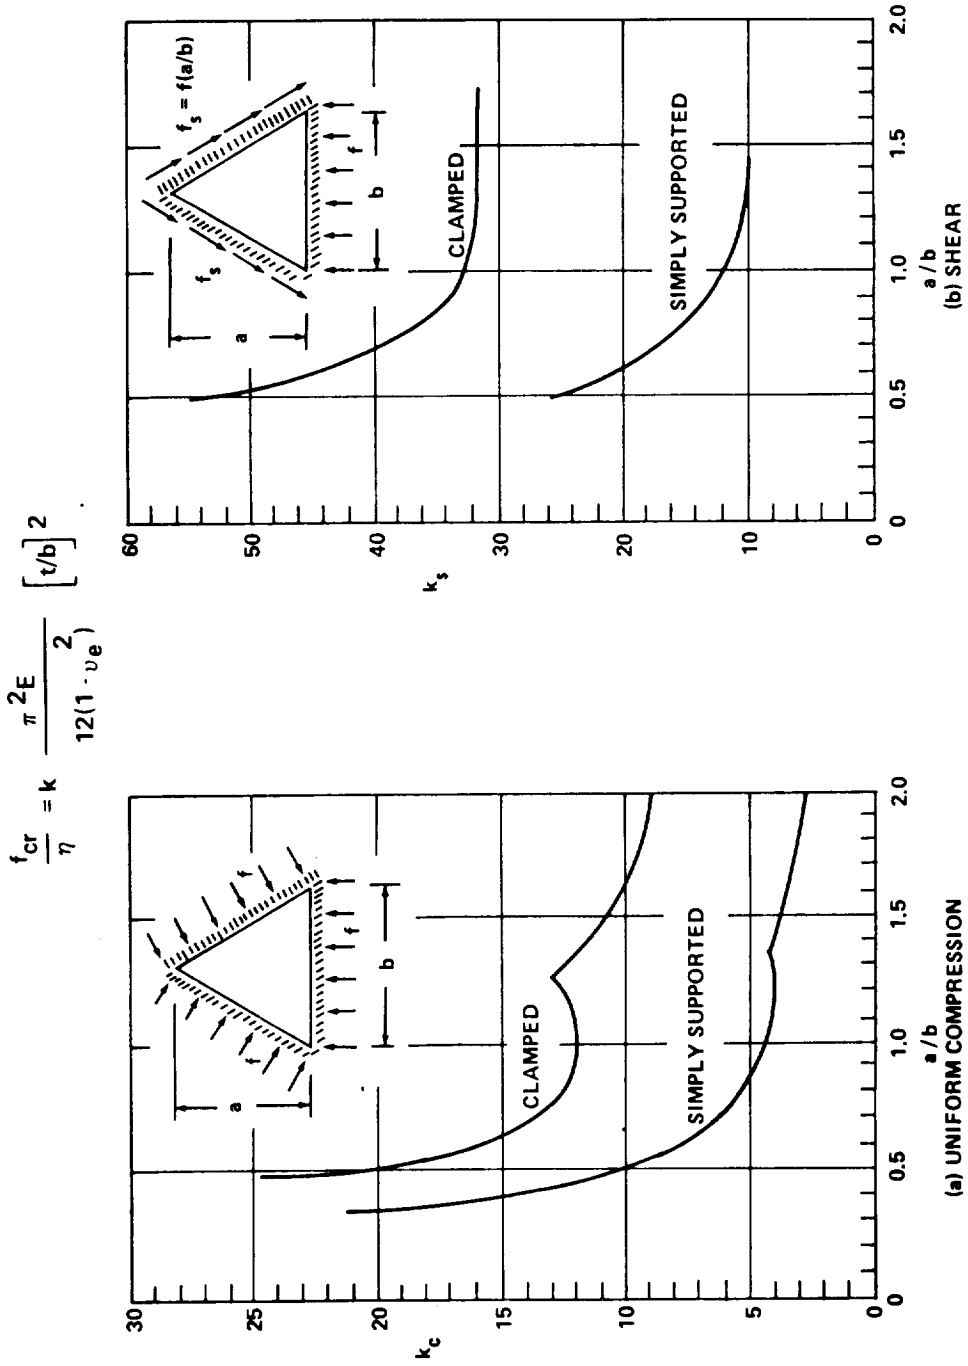 f_cr / η = k π²E / 12(1 - υ_e²) [t/b]²
30
25
20
15
10
5
0
k_c
0
0.5
1.0
1.5
2.0
a/b
f
f
f
a
b
CLAMPED
SIMPLY SUPPORTED
(a) UNIFORM COMPRESSION
60
50
40
30
20
10
0
k_s
0
0.5
1.0
1.5
2.0
a/b
f_s
f_s = f(a/b)
f
a
b
CLAMPED
SIMPLY SUPPORTED
(b) SHEAR